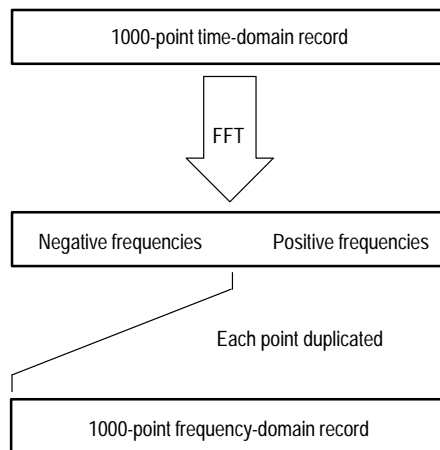 1000-point time-domain record
FFT
Negative frequencies Positive frequencies
Each point duplicated
1000-point frequency-domain record